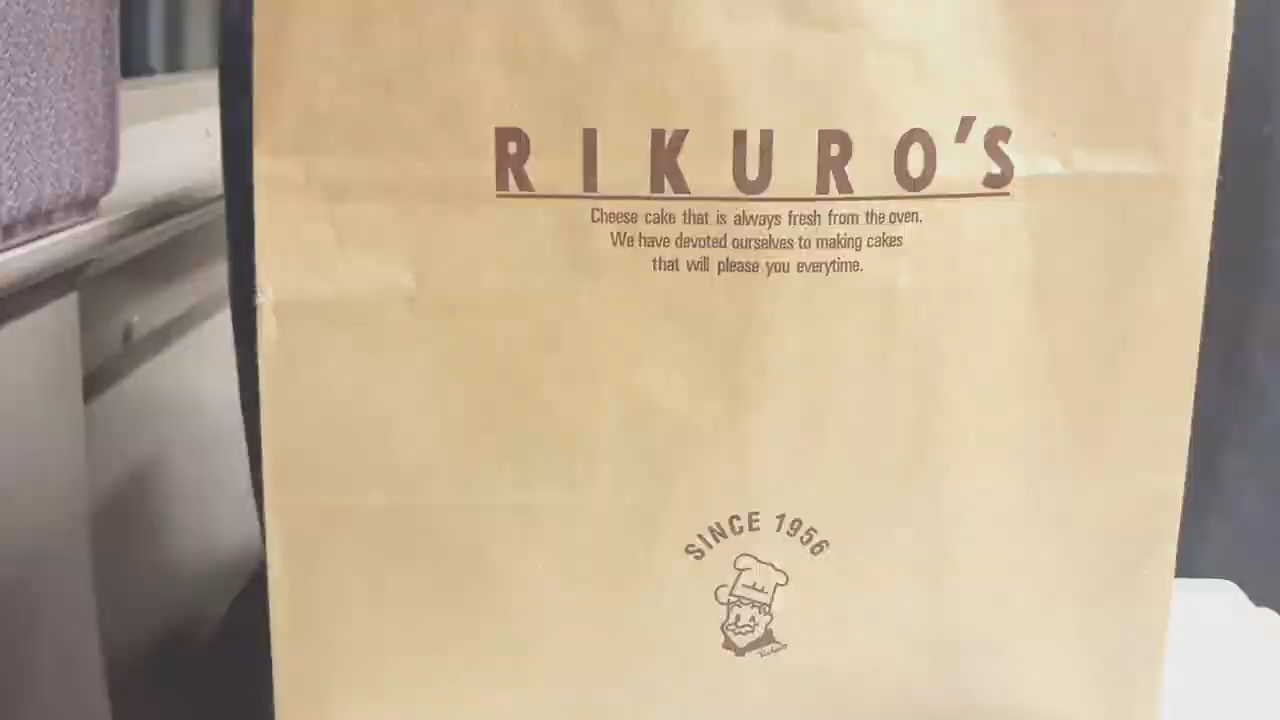 RIKURO'S
Cheese cake that is always fresh from the oven.
We have devoted ourselves to making cakes
that will please you everytime.
SINCE 1956